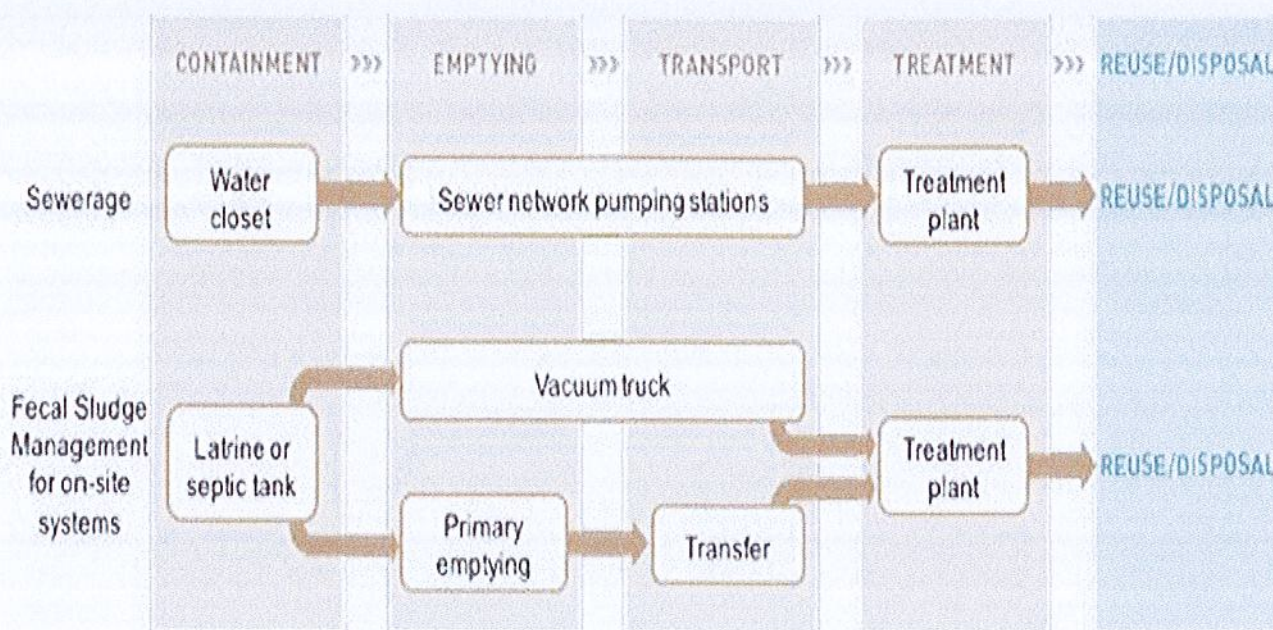 CONTAINMENT >>> EMPTYING >>> TRANSPORT >>> TREATMENT >>> REUSE/DISPOSAL
Sewerage
Water
closet
Sewer network pumping stations
Treatment
plant
REUSE/DISPOSAL
Fecal Sludge
Management
for on-site
systems
Latrine or
septic tank
Vacuum truck
Primary
emptying
Transfer
Treatment
plant
REUSE/DISPOSAL